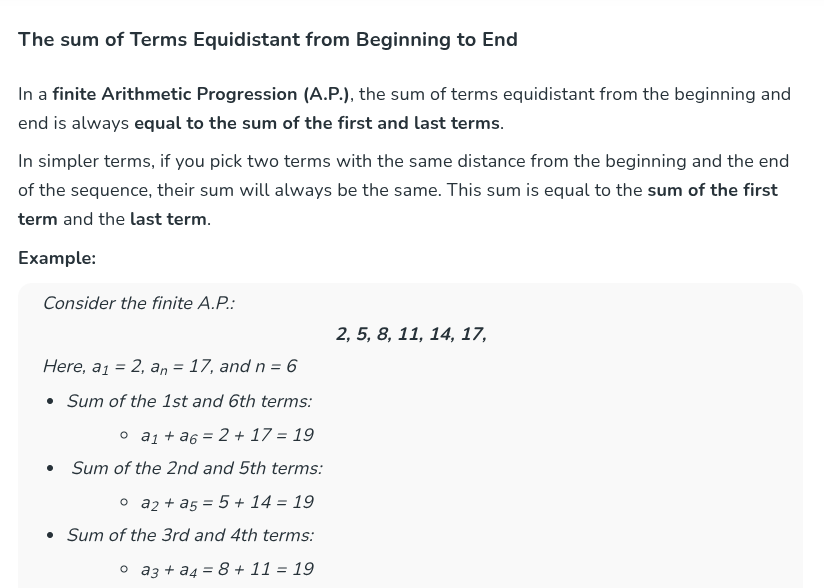 The sum of Terms Equidistant from Beginning to End
In a finite Arithmetic Progression (A.P.), the sum of terms equidistant from the beginning and
end is always equal to the sum of the first and last terms.
In simpler terms, if you pick two terms with the same distance from the beginning and the end
of the sequence, their sum will always be the same. This sum is equal to the sum of the first
term and the last term.
Example:
Consider the finite A.P.:
2, 5, 8, 11, 14, 17,
Here, a₁ = 2, aₙ = 17, and n = 6
• Sum of the 1st and 6th terms:
○ a₁ + a₆ = 2 + 17 = 19
• Sum of the 2nd and 5th terms:
○ a₂ + a₅ = 5 + 14 = 19
• Sum of the 3rd and 4th terms:
○ a₃ + a₄ = 8 + 11 = 19